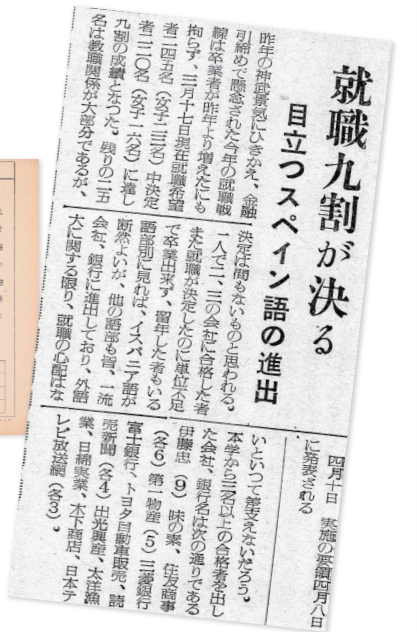 就職九割が決る
目立つスペイン語の進出
昨年の神武景気にひきかえ、金融
引締めで懸念された今年の就職戦
線は卒業者が昨年より増えたにも
拘らず、三月十七日現在就職希望
者二四五名（女子二三名）中決定
者二二〇名（女子一六名）に達し
九割の成績となつた。残りの二五
名は教職関係が大部分であるが、
決定は間もないものと思われる。
一人で二、三の会社に合格した者
また就職が決定したのに単位不足
で卒業出来ず、留年した者もいる
語部別に見れば、イスパニア語が
断然よいが、他の語部も皆、一流
会社、銀行に進出しており、外語
大に関する限り、就職の心配はな
いといつて差支えないだろう。
本学から三名以上の合格者を出し
た会社、銀行名は次の通りである
伊藤忠（9）味の素、住友商事
（各6）第一物産（5）三菱銀行
富士銀行、トヨタ自動車販売、読
売新聞（各4）出光興産、太洋漁
業、日綿実業、木下商店、日本テ
レビ放送網（各3）。
四月十日　実施の要領四月八日
に発表される